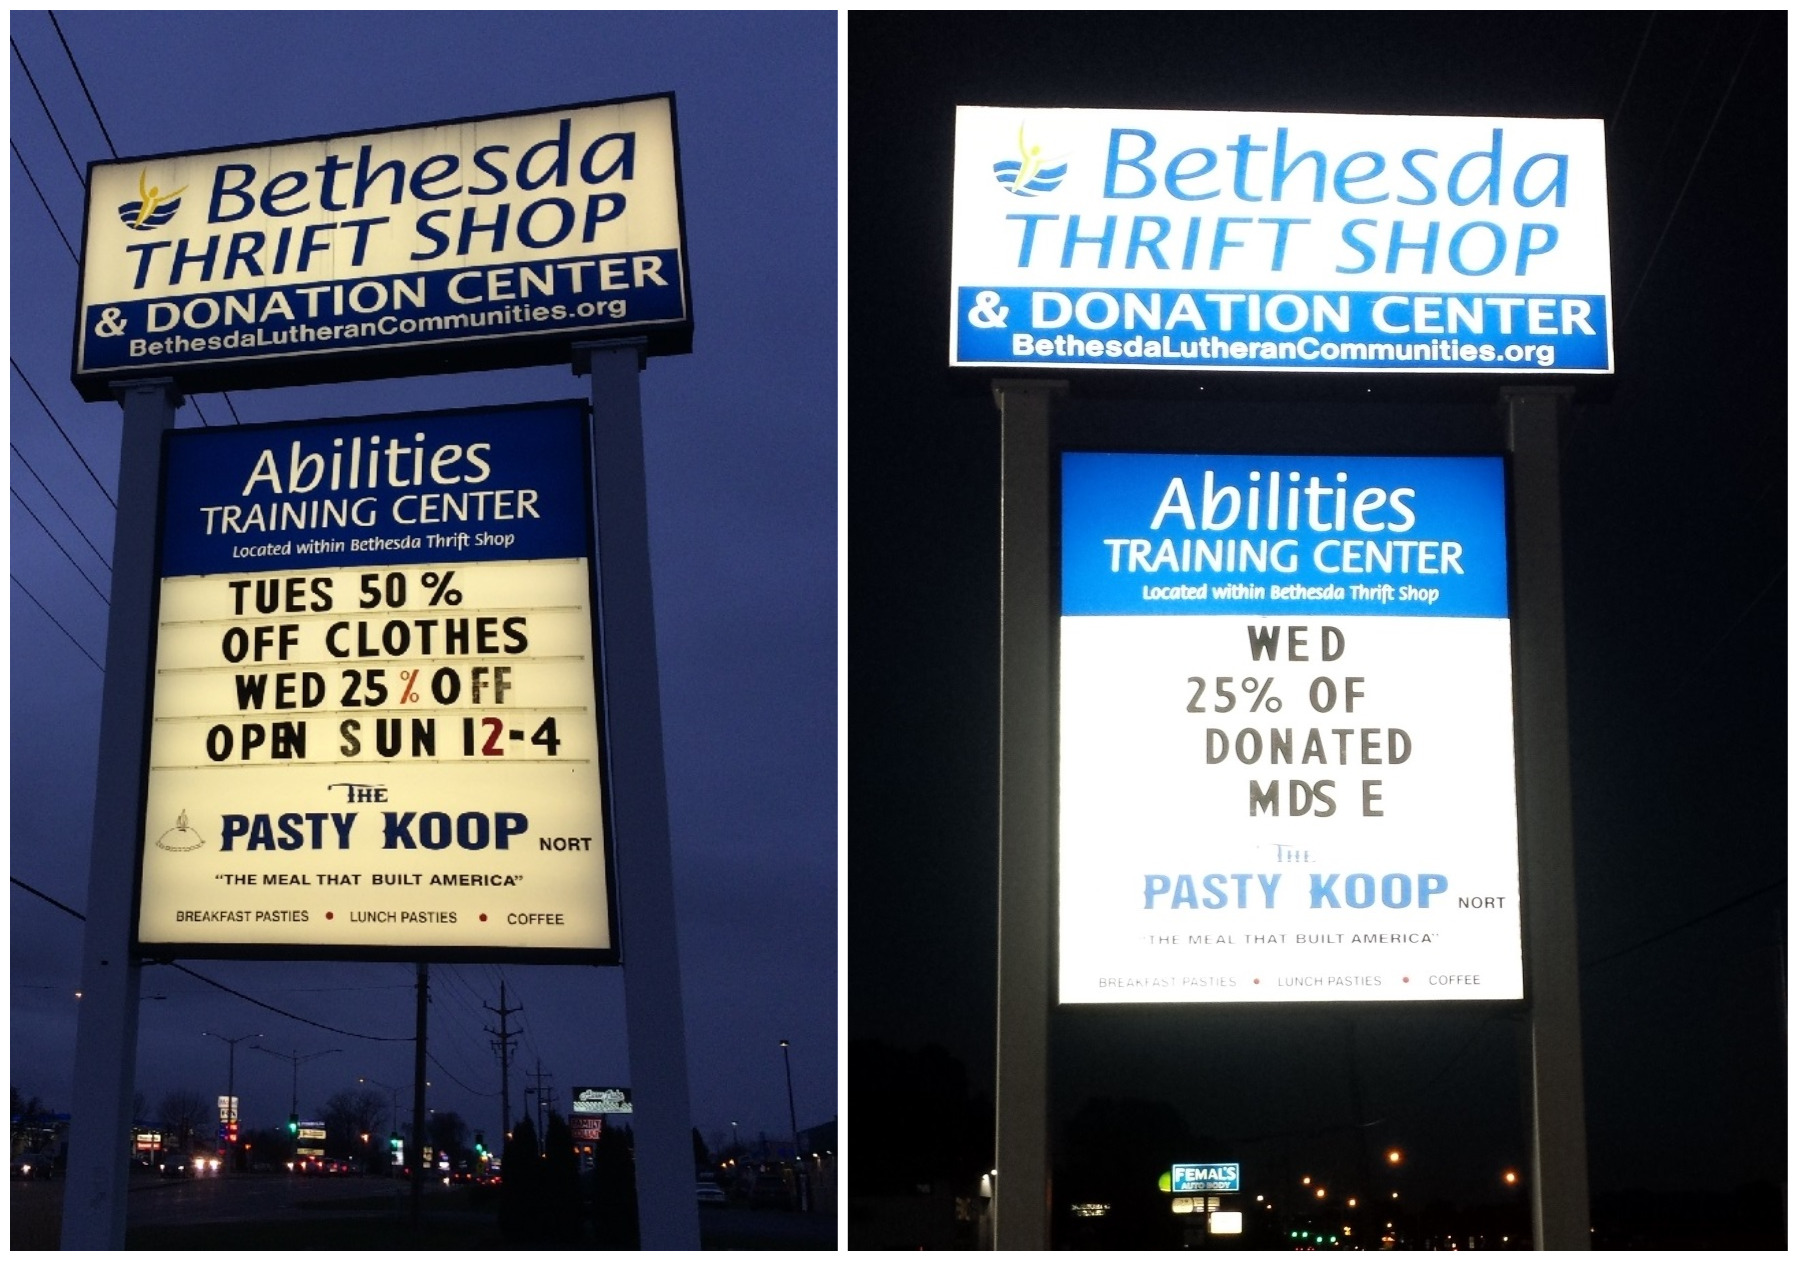 Bethesda
THRIFT SHOP
& DONATION CENTER
BethesdaLutheranCommunities.org
Abilities
TRAINING CENTER
Located within Bethesda Thrift Shop
TUES 50%
OFF CLOTHES
WED 25% OFF
OPEN SUN 12-4
THE
PASTY KOOP NORT
"THE MEAL THAT BUILT AMERICA"
BREAKFAST PASTIES • LUNCH PASTIES • COFFEE
FAMILY
Bethesda
THRIFT SHOP
& DONATION CENTER
BethesdaLutheranCommunities.org
Abilities
TRAINING CENTER
Located within Bethesda Thrift Shop
WED
25% OF
DONATED
MDS E
THE
PASTY KOOP NORT
"THE MEAL THAT BUILT AMERICA"
BREAKFAST PASTIES • LUNCH PASTIES • COFFEE
FEMAL'S
AUTO BODY